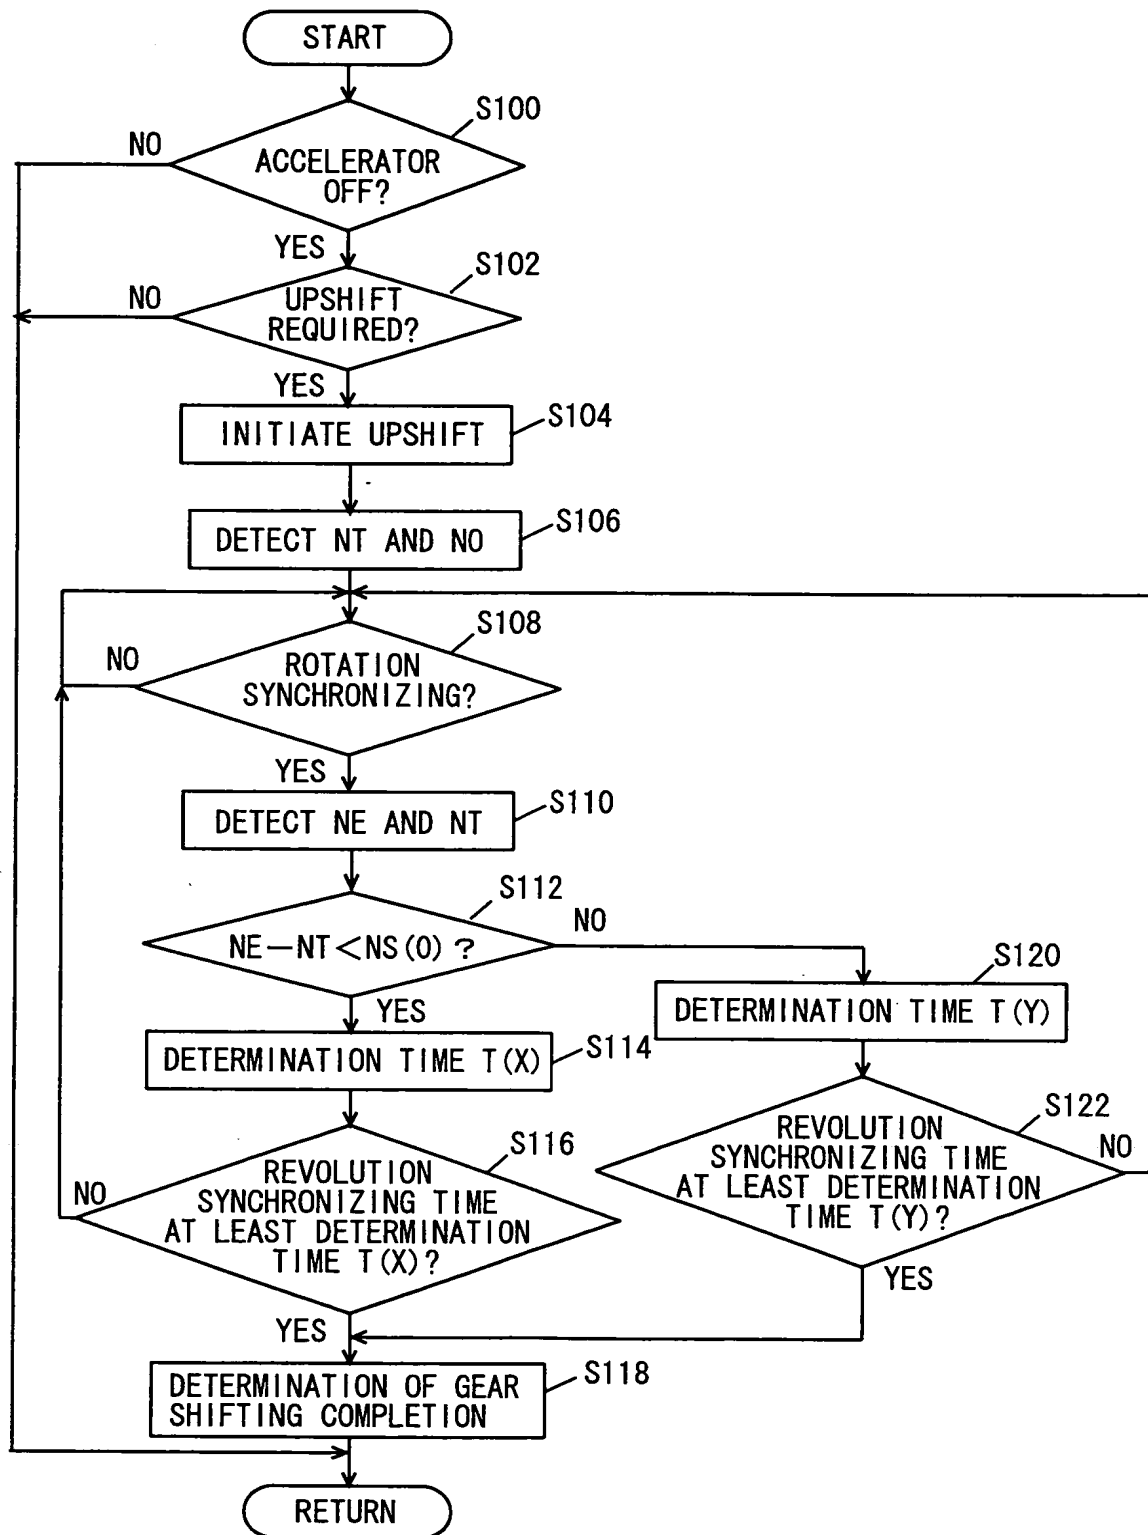 START
S100
NO
ACCELERATOR
OFF?
YES
S102
NO
UPSHIFT
REQUIRED?
YES
S104
INITIATE UPSHIFT
S106
DETECT NT AND NO
S108
NO
ROTATION
SYNCHRONIZING?
YES
S110
DETECT NE AND NT
S112
NO
NE－NT＜NS(0)？
YES
S120
DETERMINATION TIME T(Y)
S114
DETERMINATION TIME T(X)
S122
NO
REVOLUTION
SYNCHRONIZING TIME
AT LEAST DETERMINATION
TIME T(Y)?
YES
S116
NO
REVOLUTION
SYNCHRONIZING TIME
AT LEAST DETERMINATION
TIME T(X)?
YES
S118
DETERMINATION OF GEAR
SHIFTING COMPLETION
RETURN